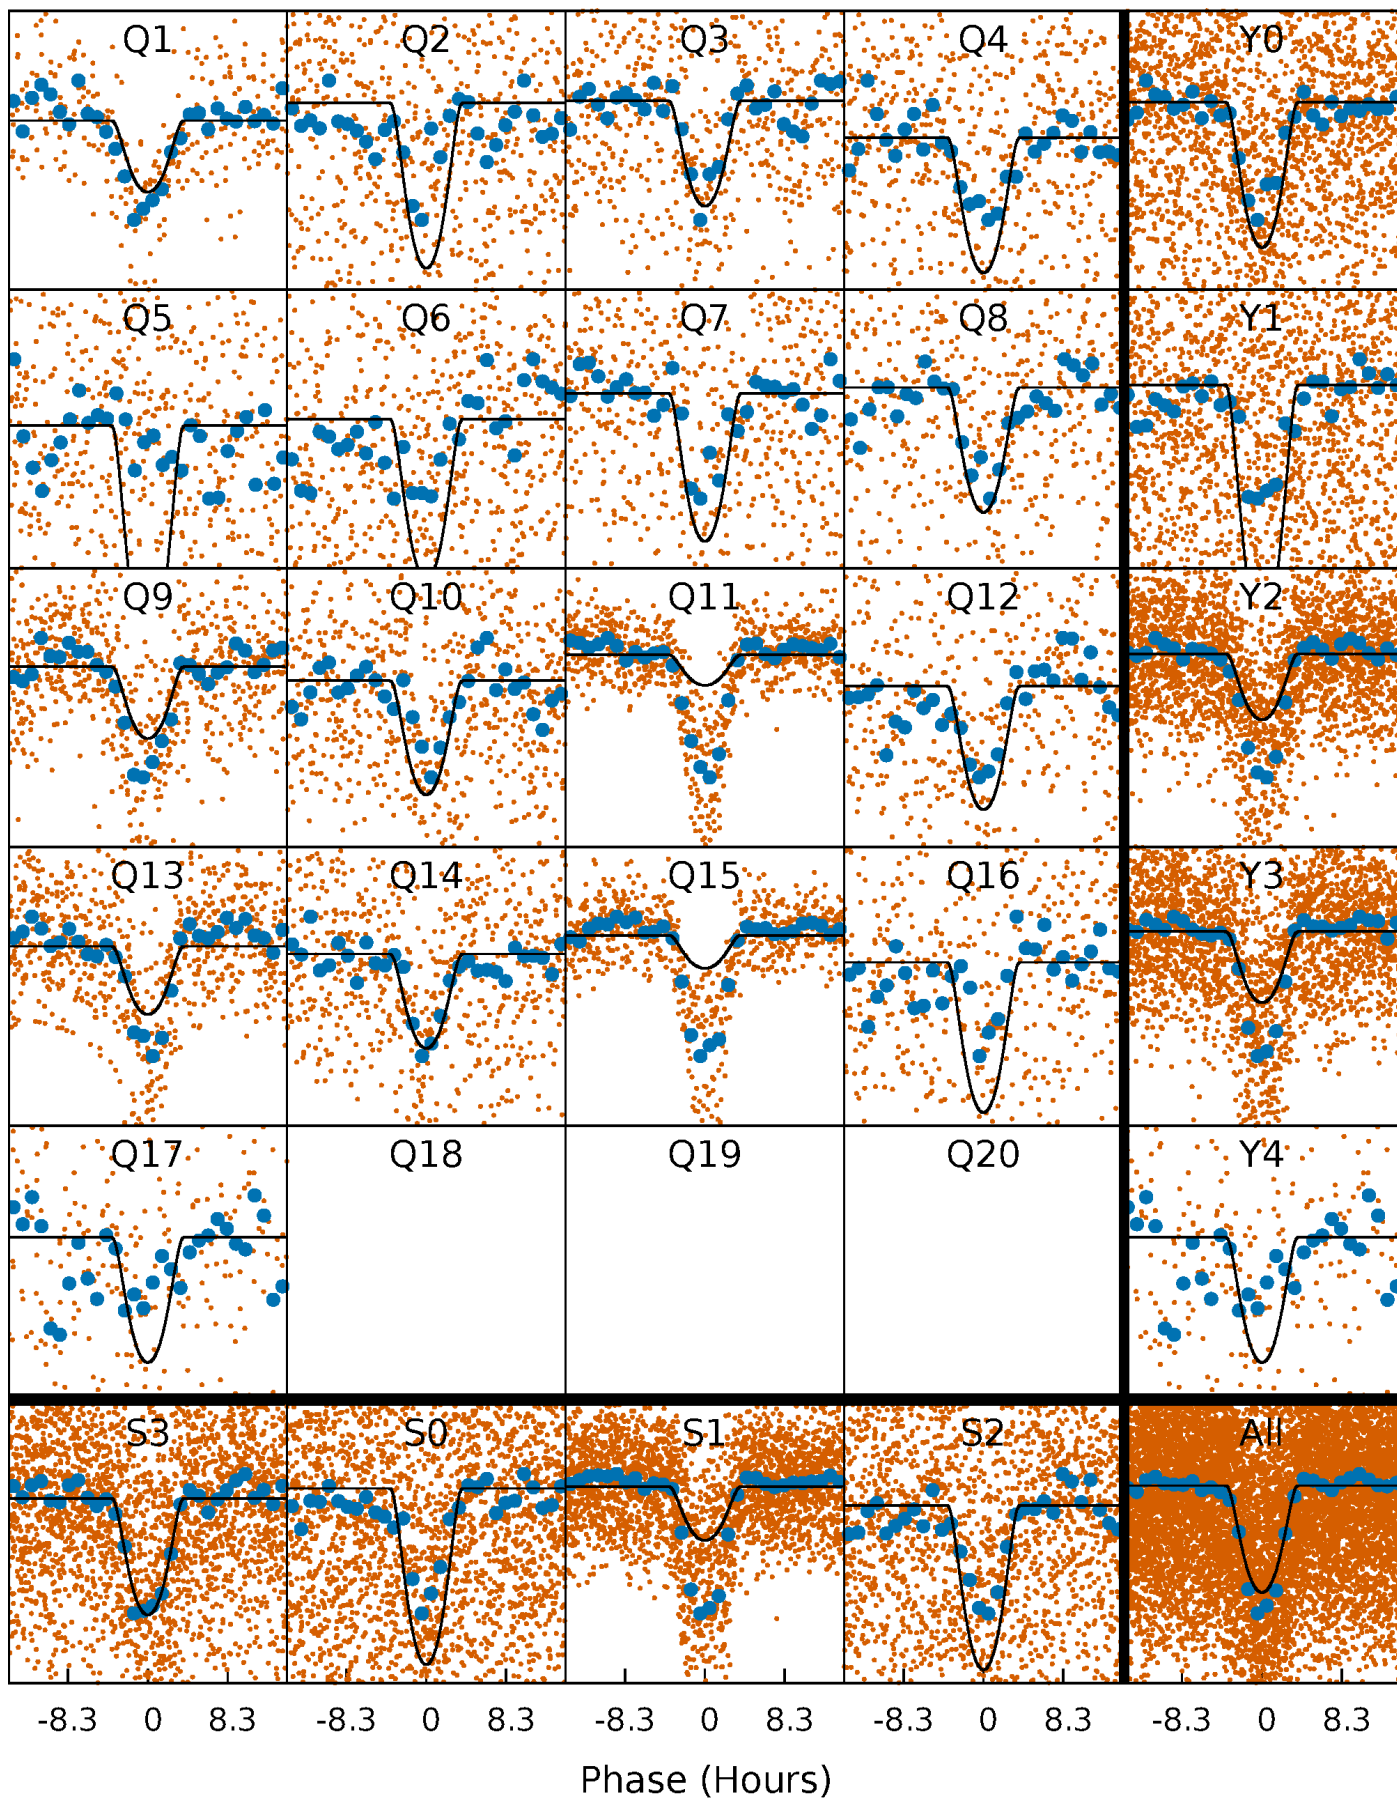 Q1 Q2 Q3 Q4 Y0
Q5 Q6 Q7 Q8 Y1
Q9 Q10 Q11 Q12 Y2
Q13 Q14 Q15 Q16 Y3
Q17 Q18 Q19 Q20 Y4
S3 S0 S1 S2 All
-8.3 0 8.3 -8.3 0 8.3 -8.3 0 8.3 -8.3 0 8.3 -8.3 0 8.3
Phase (Hours)